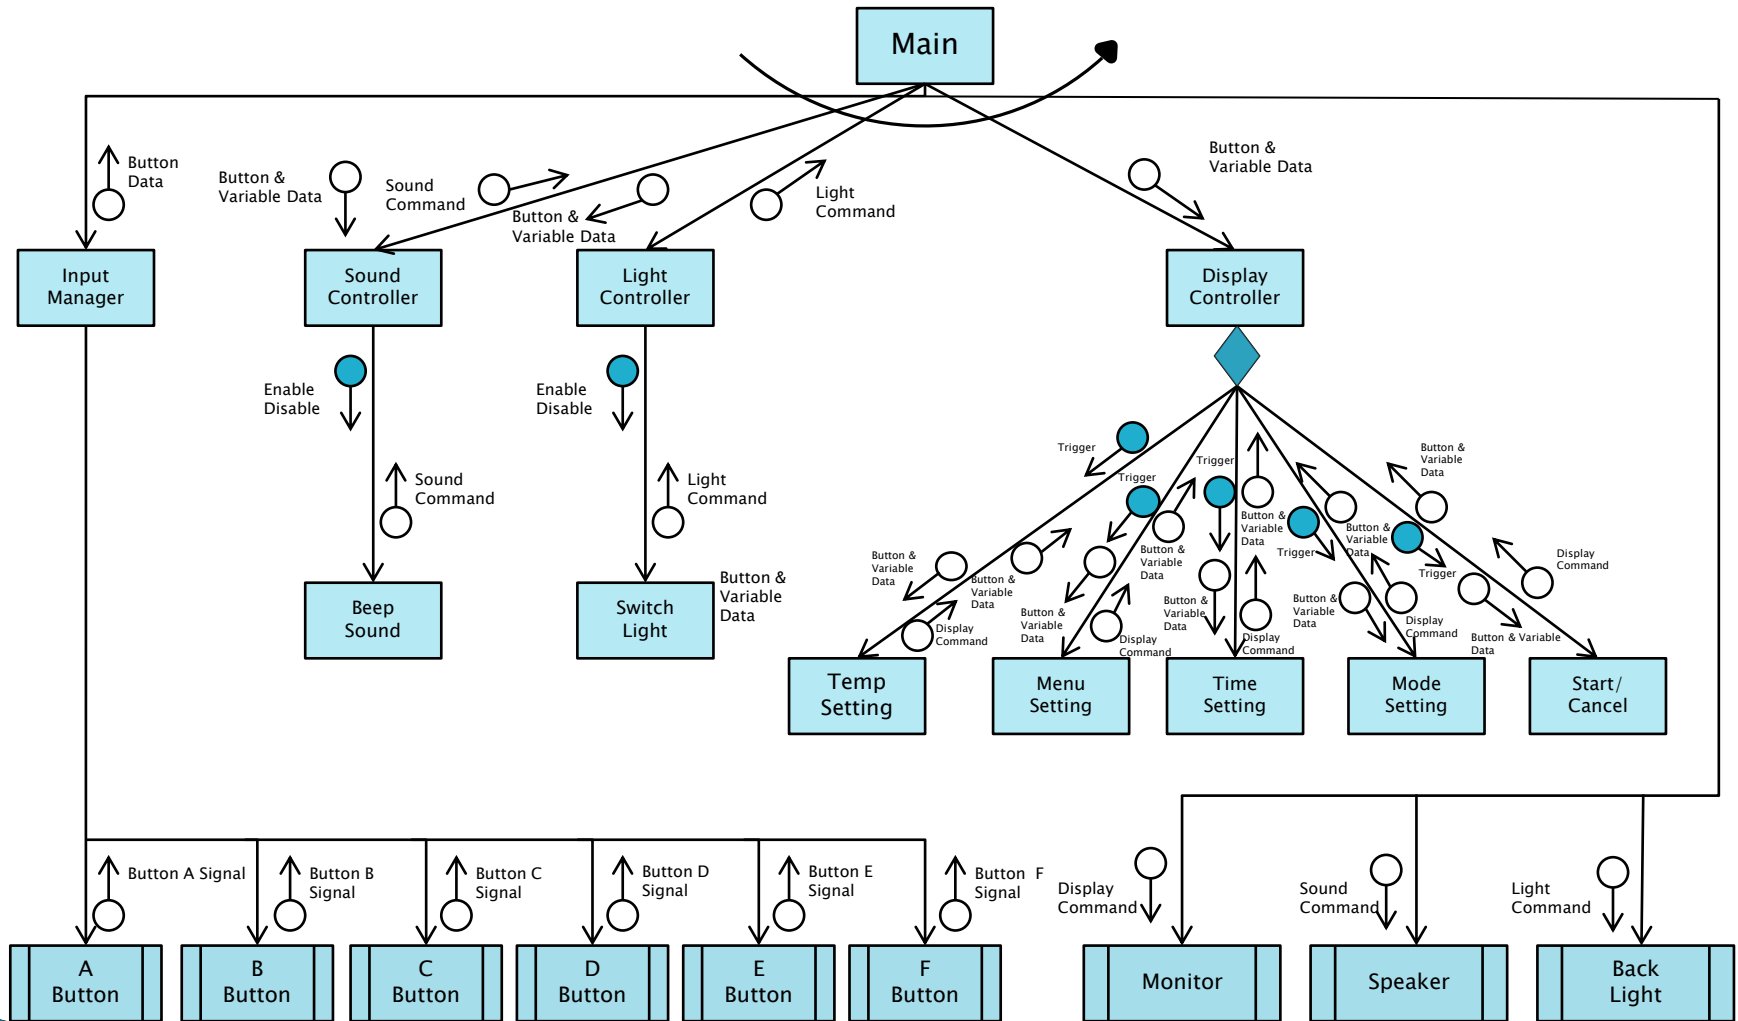 Main
Button
Data
Button &
Variable Data
Sound
Command
Button &
Variable Data
Light
Command
Button &
Variable Data
Input
Manager
Sound
Controller
Light
Controller
Display
Controller
Enable
Disable
Enable
Disable
Sound
Command
Light
Command
Trigger
Trigger
Trigger
Button &
Variable
Data
Button &
Variable
Data
Trigger
Button &
Variable
Data
Trigger
Display
Command
Button &
Variable
Data
Button &
Variable
Data
Button &
Variable
Data
Button &
Variable
Data
Button &
Variable
Data
Button &
Variable
Data
Button & Variable
Data
Display
Command
Display
Command
Display
Command
Display
Command
Beep
Sound
Switch
Light
Button &
Variable
Data
Temp
Setting
Menu
Setting
Time
Setting
Mode
Setting
Start/
Cancel
Button A Signal
Button B
Signal
Button C
Signal
Button D
Signal
Button E
Signal
Button F
Signal
Display
Command
Sound
Command
Light
Command
A
Button
B
Button
C
Button
D
Button
E
Button
F
Button
Monitor
Speaker
Back
Light